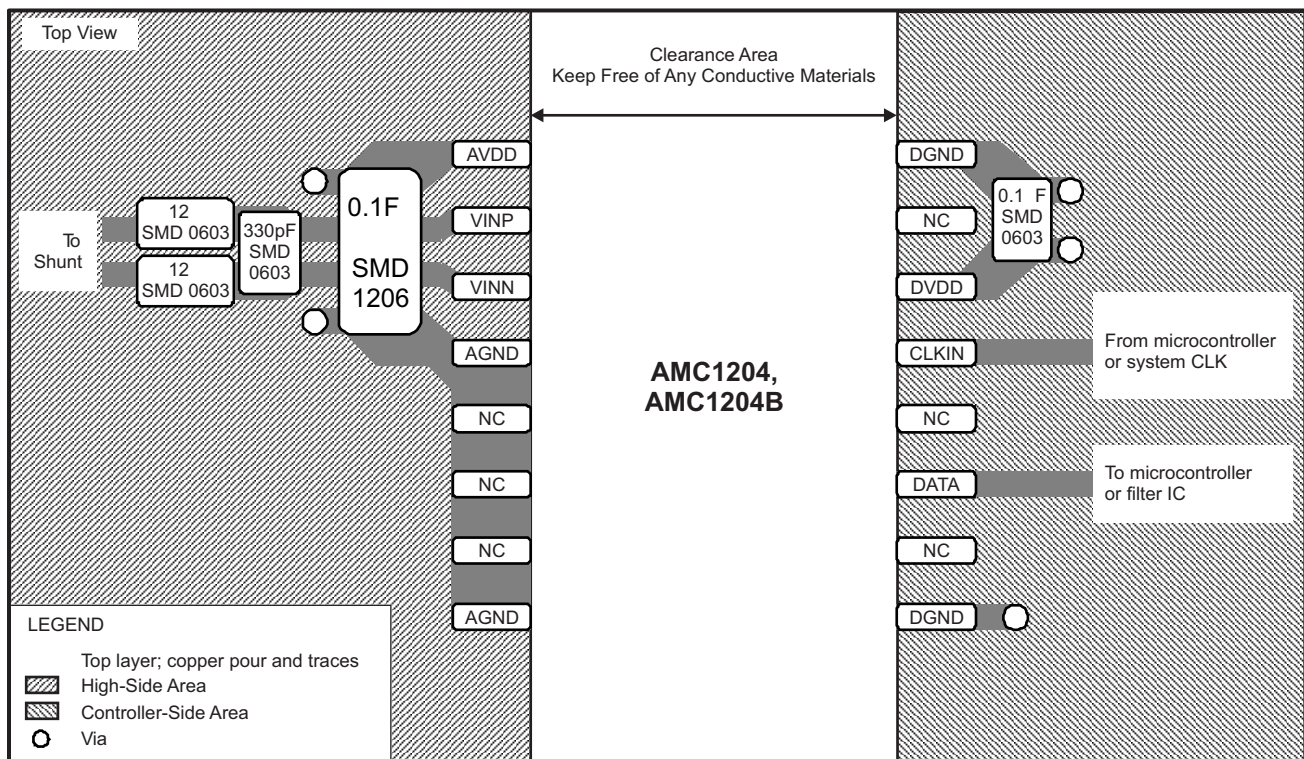 Top View
Clearance Area
Keep Free of Any Conductive Materials
AVDD
VINP
VINN
AGND
NC
NC
NC
AGND
0.1F
SMD
1206
330pF
SMD
0603
12
SMD 0603
12
SMD 0603
To
Shunt
AMC1204,
AMC1204B
DGND
NC
DVDD
CLKIN
NC
DATA
NC
DGND
0.1 F
SMD
0603
From microcontroller
or system CLK
To microcontroller
or filter IC
LEGEND
Top layer; copper pour and traces
High-Side Area
Controller-Side Area
Via